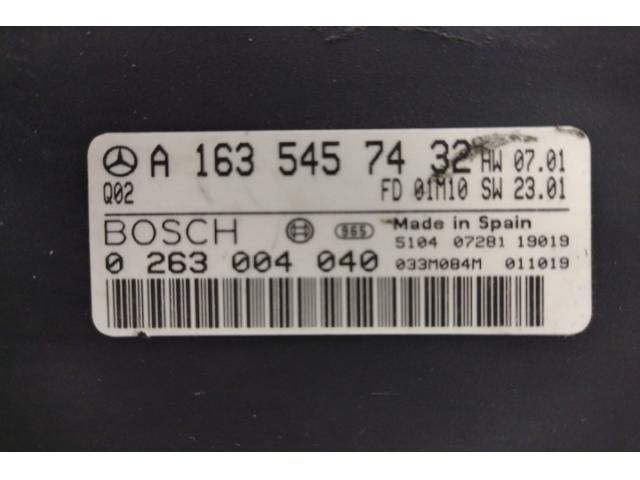 A 163 545 74 32 HW 07.01
Q02 FD 01M10 SW 23.01
BOSCH 965 Made in Spain
5104 07281 19019
0 263 004 040 033M084M 011019